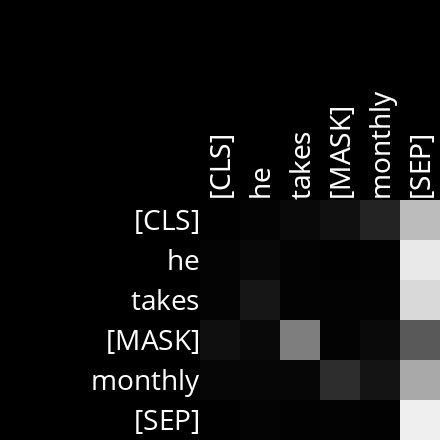 [CLS]
he
takes
[MASK]
monthly
[SEP]
[CLS]
he
takes
[MASK]
monthly
[SEP]